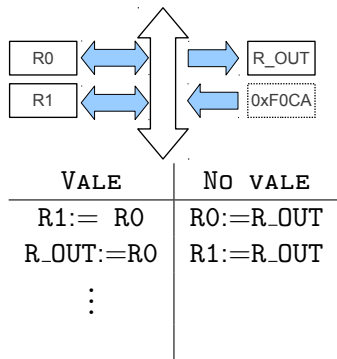 R0 R_OUT
R1 0xF0CA
VALE NO VALE
R1:= R0 R0:=R_OUT
R_OUT:=R0 R1:=R_OUT
⋮